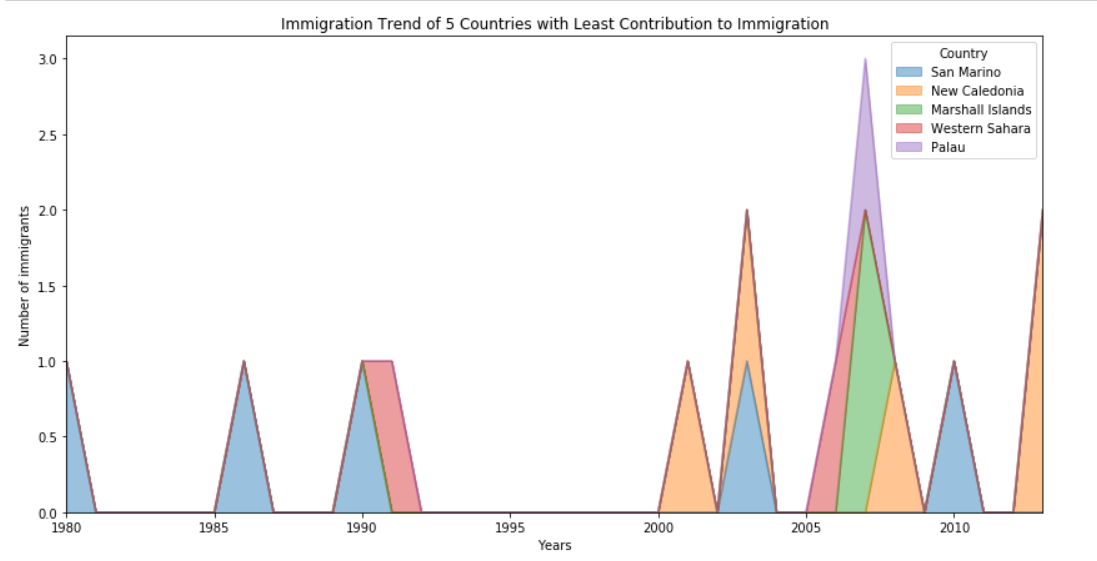 Immigration Trend of 5 Countries with Least Contribution to Immigration
Country
San Marino
New Caledonia
Marshall Islands
Western Sahara
Palau
3.0
2.5
2.0
1.5
1.0
0.5
0.0
Number of immigrants
1980 1985 1990 1995 2000 2005 2010
Years